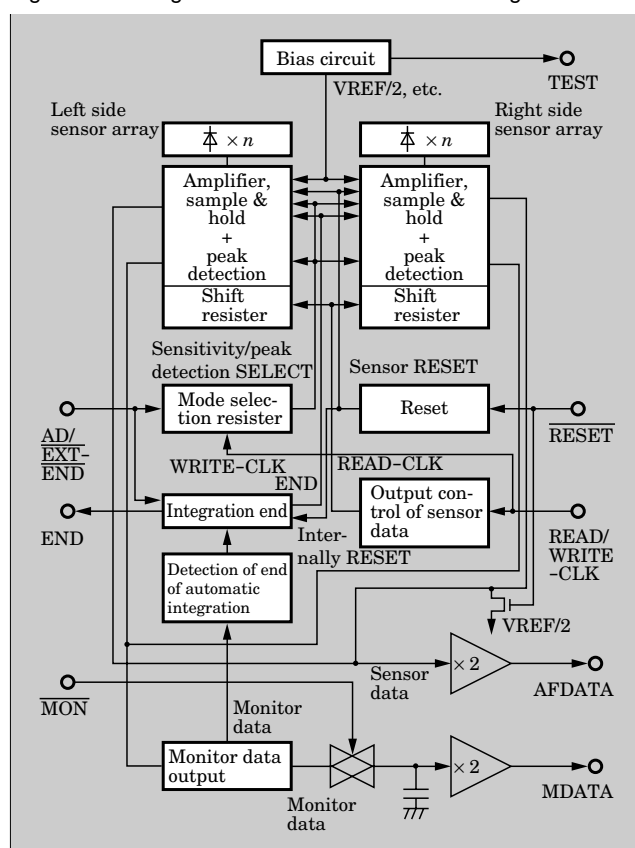 Bias circuit
TEST
VREF/2, etc.
Left side
sensor array
Right side
sensor array
× n
× n
Amplifier,
sample &
hold
+
peak
detection
Shift
resister
Amplifier,
sample &
hold
+
peak
detection
Shift
resister
Sensitivity/peak
detection SELECT
Sensor RESET
Mode selec-
tion register
Reset
AD/
EXT-
END
RESET
WRITE-CLK
READ-CLK
END
Integration end
Output con-
trol of sensor
data
END
Inter-
nally RESET
READ/
WRITE
-CLK
Detection of end
of automatic
integration
VREF/2
Sensor
data
× 2
AFDATA
MON
Monitor
data
Monitor data
output
Monitor
data
× 2
MDATA